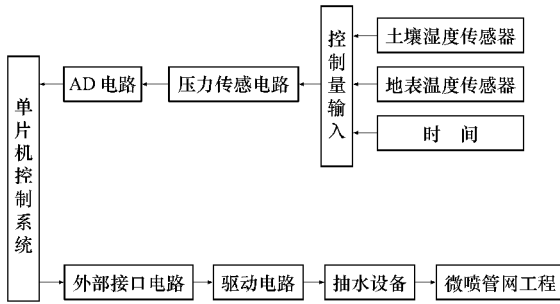 土壤湿度传感器
地表温度传感器
时 间
控制量输入
压力传感电路
AD 电路
单片机控制系统
外部接口电路
驱动电路
抽水设备
微喷管网工程